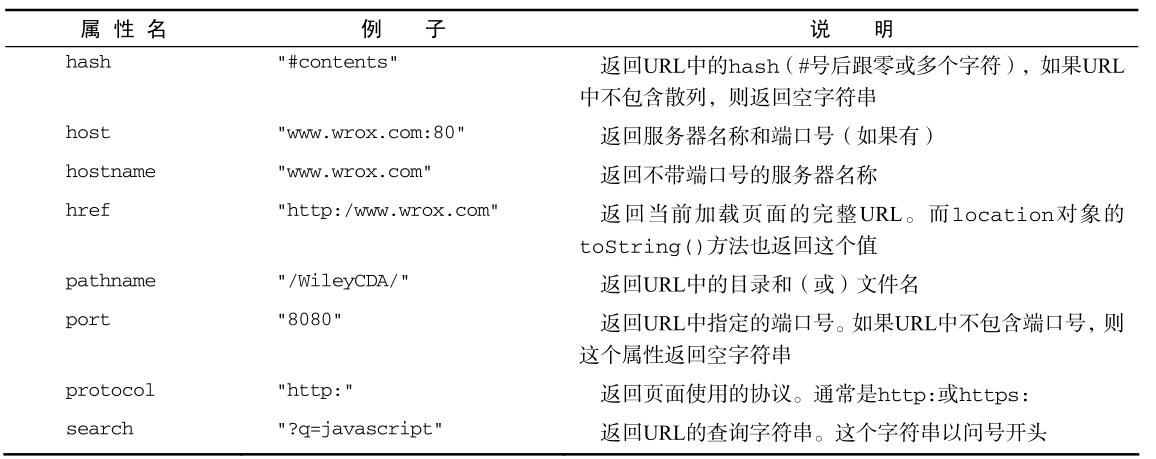 属 性 名 例 子 说 明
hash "#contents" 返回URL中的hash（#号后跟零或多个字符），如果URL
中不包含散列，则返回空字符串
host "www.wrox.com:80" 返回服务器名称和端口号（如果有）
hostname "www.wrox.com" 返回不带端口号的服务器名称
href "http:/www.wrox.com" 返回当前加载页面的完整URL。而location对象的
toString()方法也返回这个值
pathname "/WileyCDA/" 返回URL中的目录和（或）文件名
port "8080" 返回URL中指定的端口号。如果URL中不包含端口号，则
这个属性返回空字符串
protocol "http:" 返回页面使用的协议。通常是http:或https:
search "?q=javascript" 返回URL的查询字符串。这个字符串以问号开头